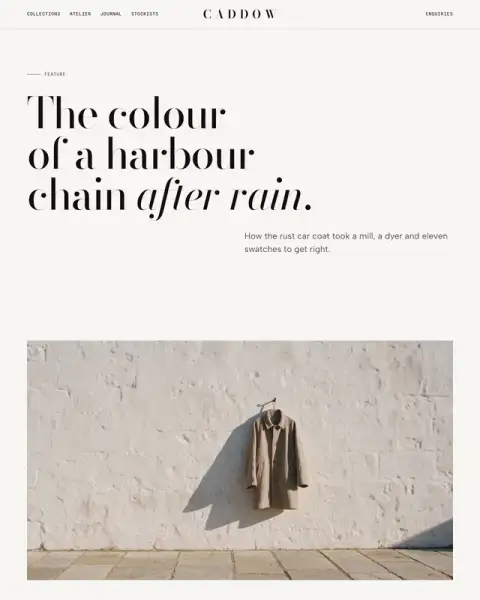 COLLECTIONS ATELIER JOURNAL STOCKISTS CADDOW ENQUIRIES
FEATURE
The colour
of a harbour
chain after rain.
How the rust car coat took a mill, a dyer and eleven
swatches to get right.